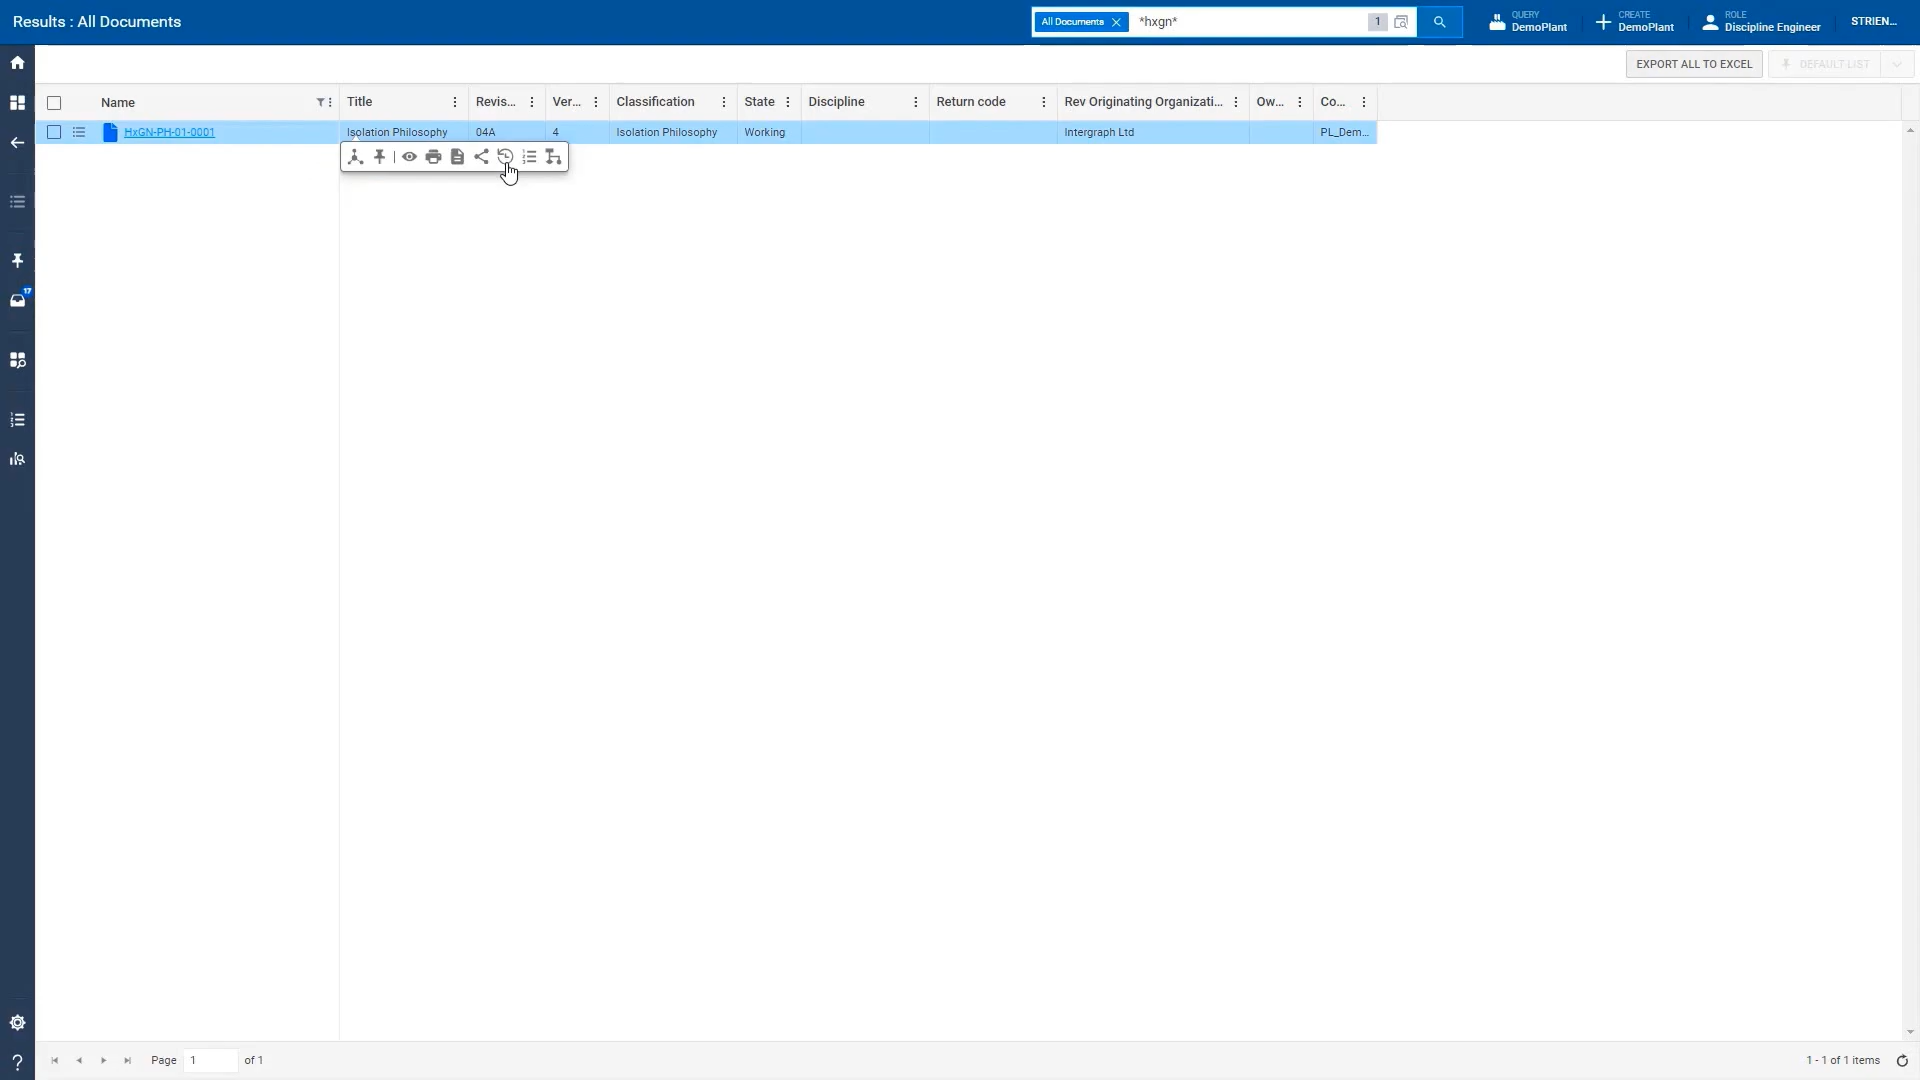 Results : All Documents
All Documents
*hxgn*
1
QUERY
DemoPlant
CREATE
DemoPlant
ROLE
Discipline Engineer
STRIEN...
EXPORT ALL TO EXCEL
DEFAULT LIST
Name
Title
Revis...
Ver...
Classification
State
Discipline
Return code
Rev Originating Organizati...
Ow...
Co...
HxGN-PH-01-0001
Isolation Philosophy
04A
4
Isolation Philosophy
Working
Intergraph Ltd
PL_Dem...
17
Page 1 of 1
1 - 1 of 1 items